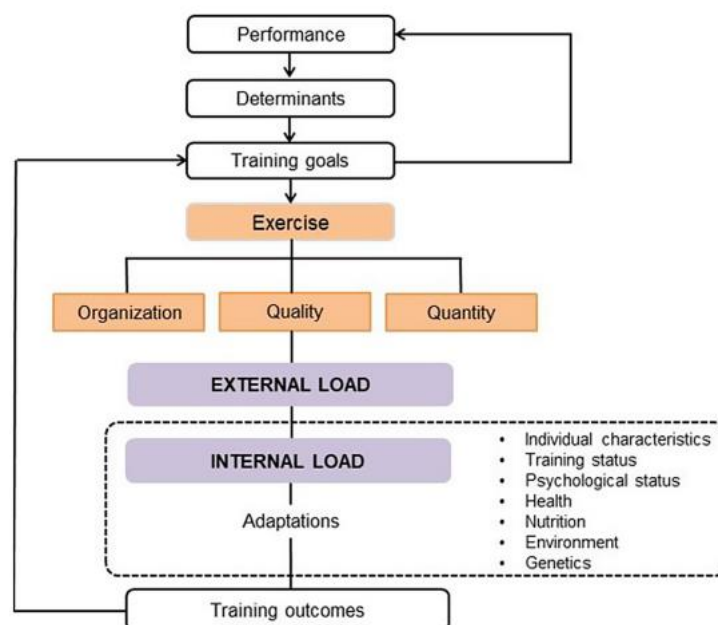 Performance
Determinants
Training goals
Exercise
Organization
Quality
Quantity
EXTERNAL LOAD
INTERNAL LOAD
Adaptations
• Individual characteristics
• Training status
• Psychological status
• Health
• Nutrition
• Environment
• Genetics
Training outcomes